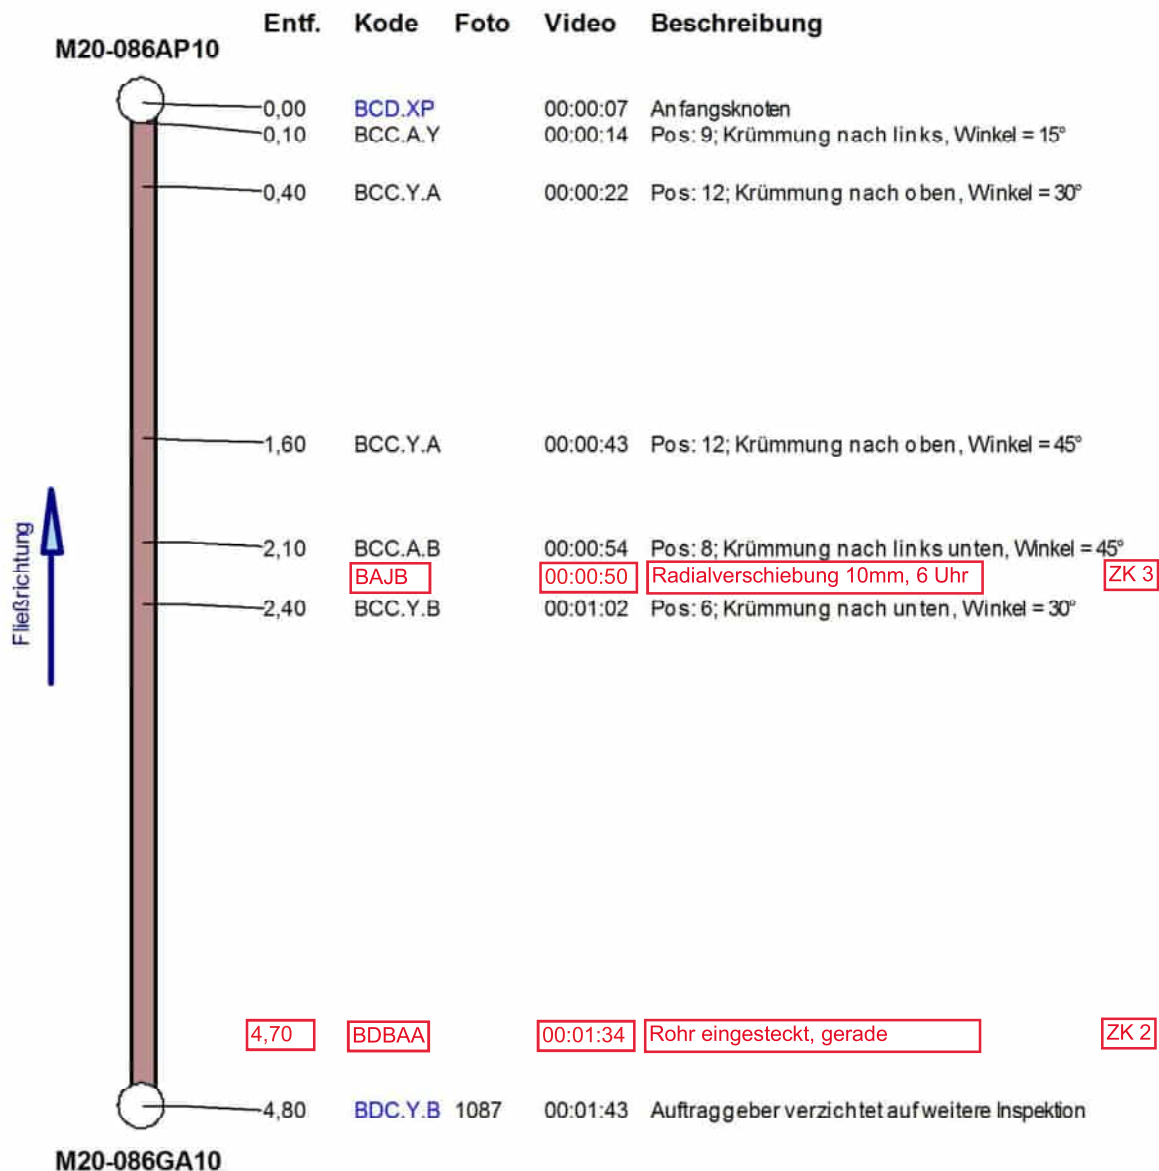 Entf. Kode Foto Video Beschreibung
M20-086AP10
0,00 BCD.XP 00:00:07 Anfangsknoten
0,10 BCC.A.Y 00:00:14 Pos: 9; Krümmung nach links, Winkel = 15°
0,40 BCC.Y.A 00:00:22 Pos: 12; Krümmung nach oben, Winkel = 30°
1,60 BCC.Y.A 00:00:43 Pos: 12; Krümmung nach oben, Winkel = 45°
Fließrichtung
2,10 BCC.A.B 00:00:54 Pos: 8; Krümmung nach links unten, Winkel = 45°
BAJB 00:00:50 Radialverschiebung 10mm, 6 Uhr ZK 3
2,40 BCC.Y.B 00:01:02 Pos: 6; Krümmung nach unten, Winkel = 30°
4,70 BDBAA 00:01:34 Rohr eingesteckt, gerade ZK 2
4,80 BDC.Y.B 1087 00:01:43 Auftraggeber verzichtet auf weitere Inspektion
M20-086GA10